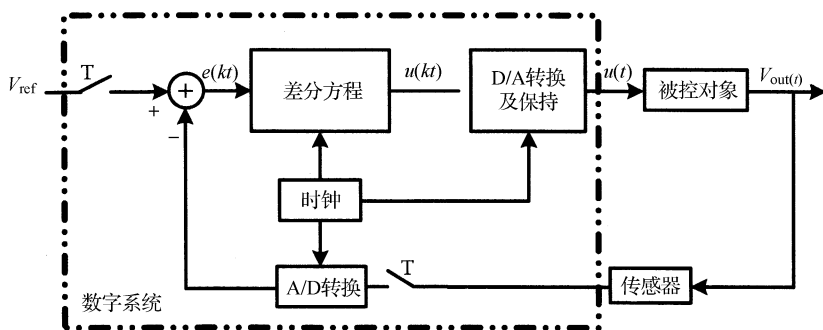 V_ref
T
+
+
−
e(kt)
差分方程
u(kt)
D/A转换
及保持
u(t)
被控对象
V_out(t)
时钟
A/D转换
T
传感器
数字系统